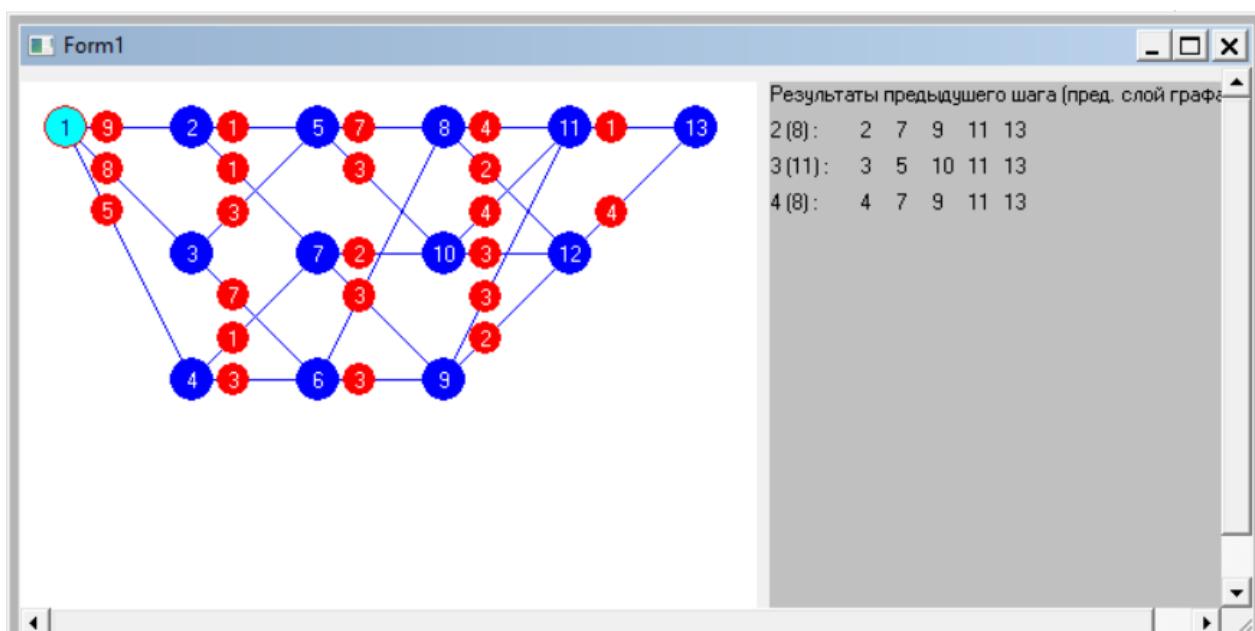 Form1
1 9 2 1 5 7 8 4 11 1 13
8 1 3 2
5 3 4 4
3 7 2 10 3 12
7 3 3
1 2
4 3 6 3 9
Результаты предыдушего шага (пред. слой графа
2 (8) : 2 7 9 11 13
3 (11) : 3 5 10 11 13
4 (8) : 4 7 9 11 13